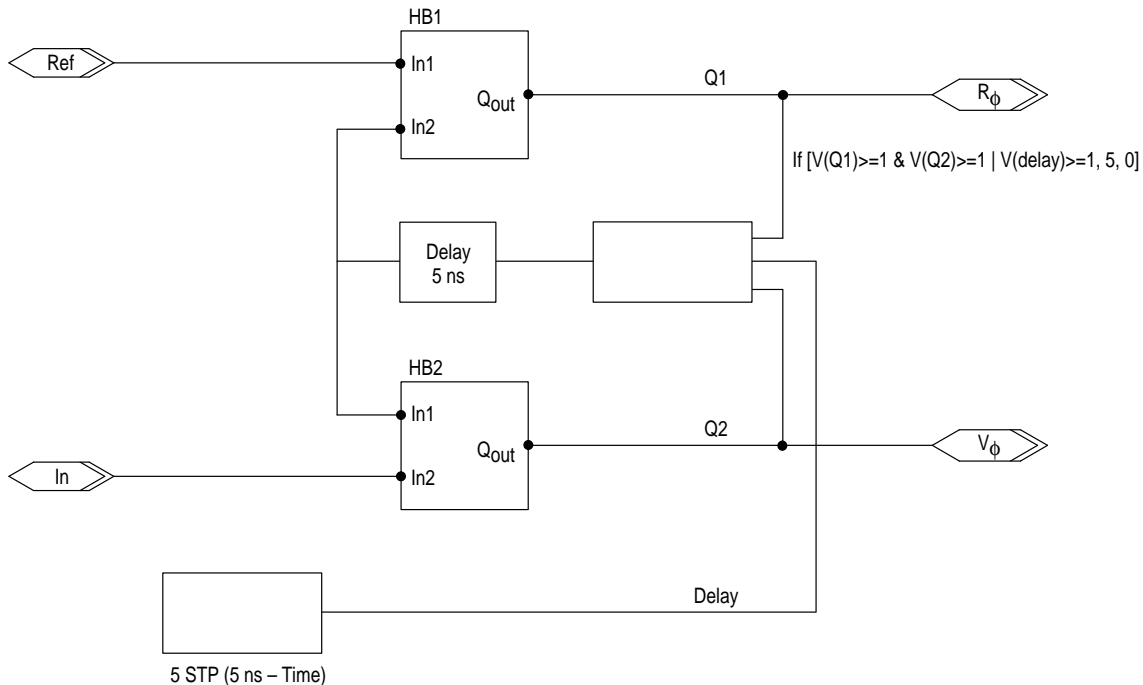 HB1
Ref
In1
Q1
Rϕ
Qout
In2
If [V(Q1)>=1 & V(Q2)>=1 | V(delay)>=1, 5, 0]
Delay
5 ns
HB2
In1
Q2
Vϕ
Qout
In
In2
Delay
5 STP (5 ns – Time)